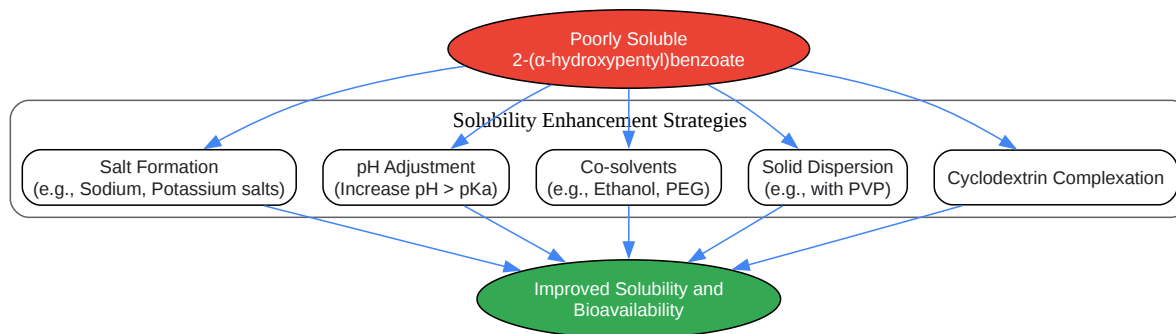 Poorly Soluble
2-(α-hydroxypentyl)benzoate
Solubility Enhancement Strategies
Salt Formation
(e.g., Sodium, Potassium salts)
pH Adjustment
(Increase pH > pKa)
Co-solvents
(e.g., Ethanol, PEG)
Solid Dispersion
(e.g., with PVP)
Cyclodextrin Complexation
Improved Solubility and
Bioavailability